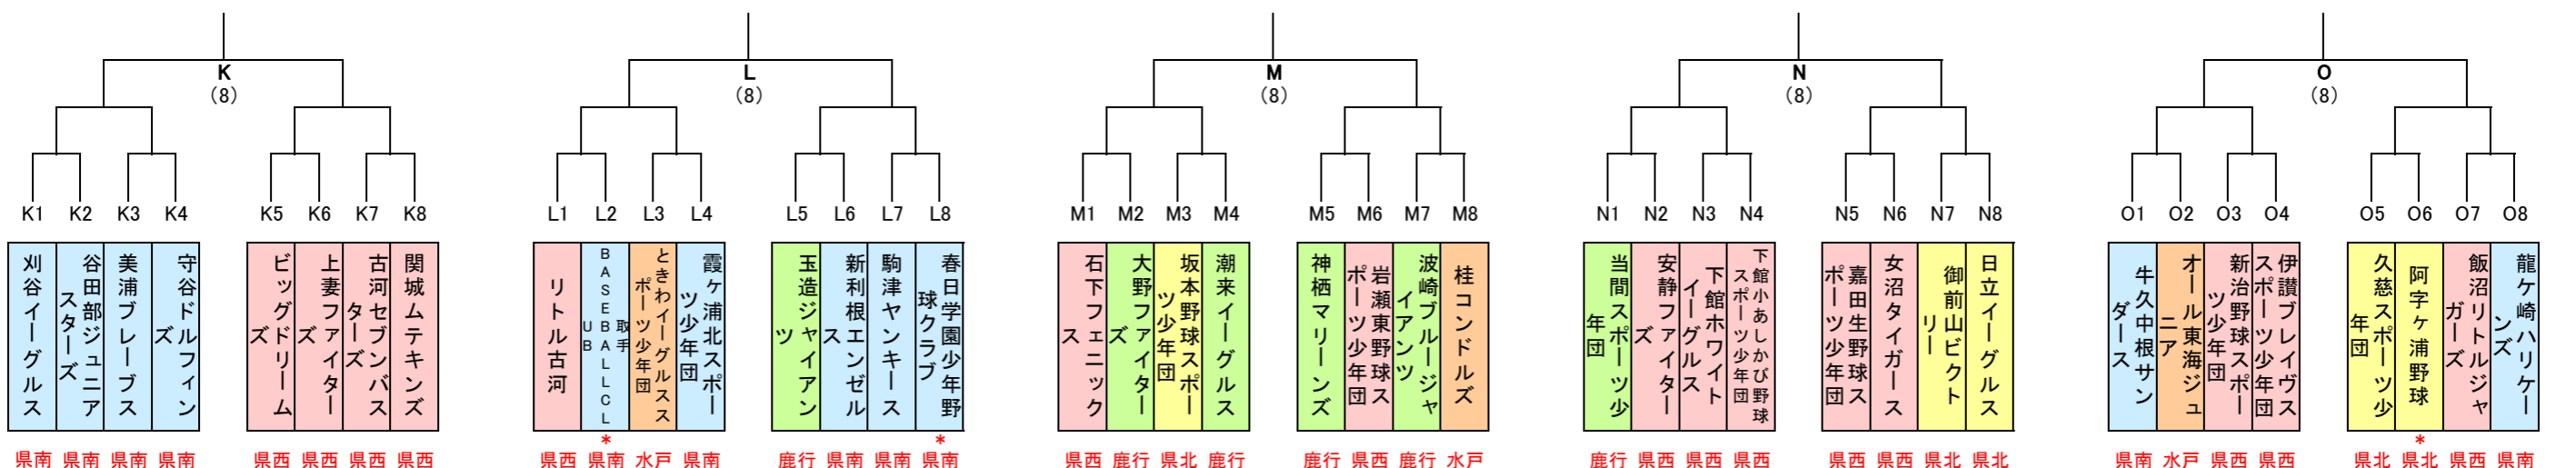 K
（8）
L
（8）
M
（8）
N
（8）
O
（8）
K1 K2 K3 K4 K5 K6 K7 K8
L1 L2 L3 L4 L5 L6 L7 L8
M1 M2 M3 M4 M5 M6 M7 M8
N1 N2 N3 N4 N5 N6 N7 N8
O1 O2 O3 O4 O5 O6 O7 O8
刈谷イーグルス
谷田部ジュニア
スターズ
美浦ブレーブス
守谷ドルフィン
ズ
ビッグドリーム
ズ
上妻ファイター
ズ
古河セブンバス
ターズ
関城ムテキンズ
リトル古河
取手
BASEBALLCL
UB
ときわイーグルスス
ポーツ少年団
霞ヶ浦北スポー
ツ少年団
玉造ジャイアン
ツ
新利根エンゼル
ス
駒津ヤンキース
春日学園少年野
球クラブ
石下フェニック
ス
大野ファイター
ズ
坂本野球スポー
ツ少年団
潮来イーグルス
神栖マリーンズ
岩瀬東野球ス
ポーツ少年団
波崎ブルージャ
イアンツ
桂コンドルズ
当間スポーツ少
年団
安静ファイター
ズ
下館ホワイト
イーグルス
下館小あしかび野球
スポーツ少年団
嘉田生野球ス
ポーツ少年団
女沼タイガース
御前山ビクト
リー
日立イーグルス
牛久中根サン
ダース
オール東海ジュ
ニア
新治野球スポー
ツ少年団
伊讃ブレイヴス
スポーツ少年団
久慈スポーツ少
年団
阿字ヶ浦野球
飯沼リトルジャ
ガーズ
龍ケ崎ハリケー
ンズ
* * *
県南 県南 県南 県南 県西 県西 県西 県西
県西 県南 水戸 県南 鹿行 県南 県南 県南
県西 鹿行 県北 鹿行 鹿行 県西 鹿行 水戸
鹿行 県西 県西 県西 県西 県西 県北 県北
県南 水戸 県西 県西 県北 県北 県西 県南